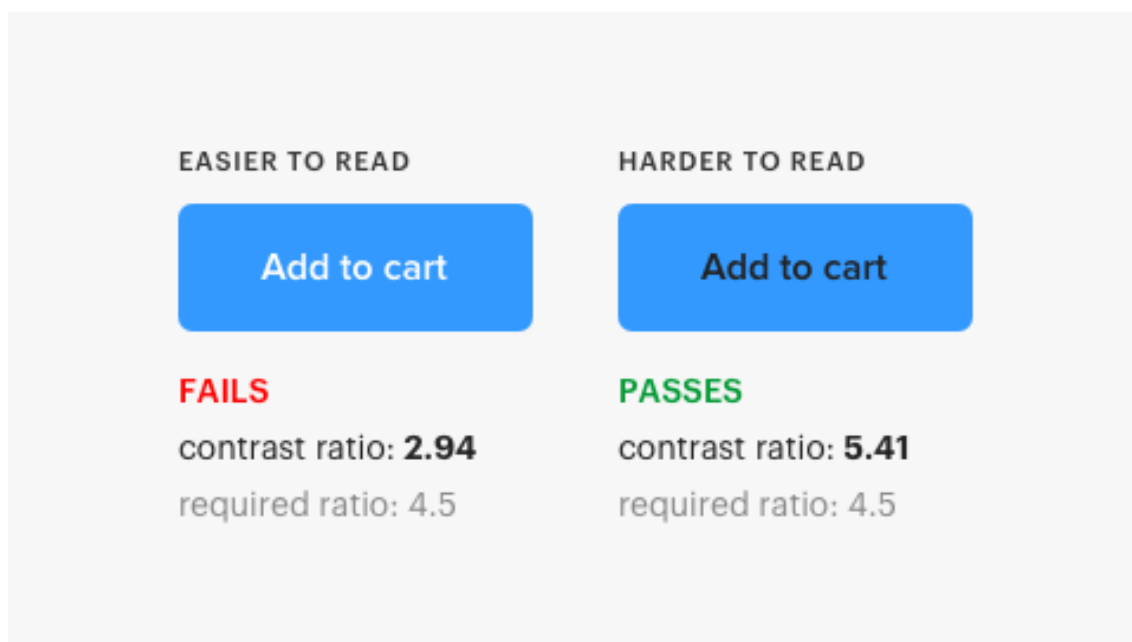 EASIER TO READ
Add to cart
FAILS
contrast ratio: 2.94
required ratio: 4.5
HARDER TO READ
Add to cart
PASSES
contrast ratio: 5.41
required ratio: 4.5